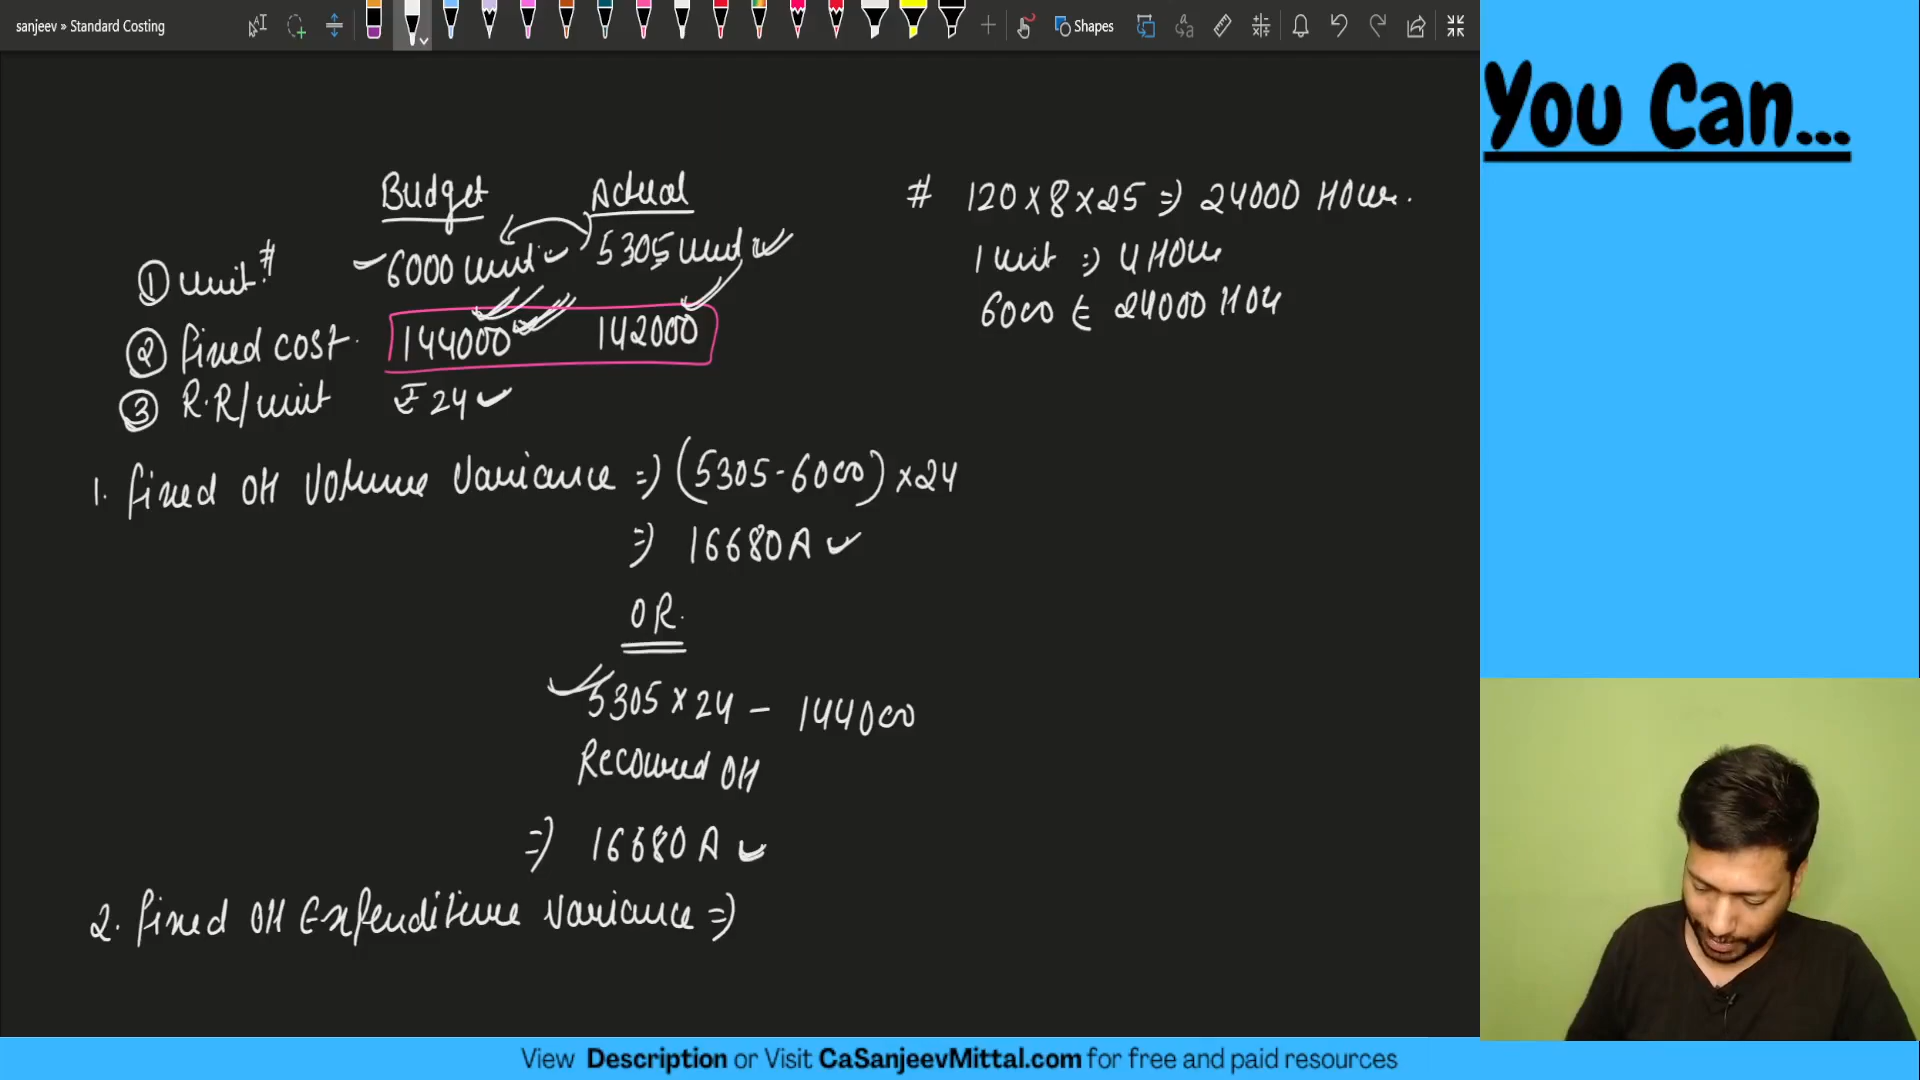 sanjeev » Standard Costing
Shapes
You Can...
Budget Actual
① unit# 6000 unit 5305 unit
② fixed cost. 144000 142000
③ R.R/unit ₹24
# 120×8×25 => 24000 Hour.
1 unit => 4 Hour
6000 24000 Hou
1. fixed OH Volume Variance => (5305-6000) ×24
=> 16680A
OR.
5305×24 - 144000
Recovered OH
=> 16680A
2. fixed OH Expenditure Variance =>
View Description or Visit CaSanjeevMittal.com for free and paid resources